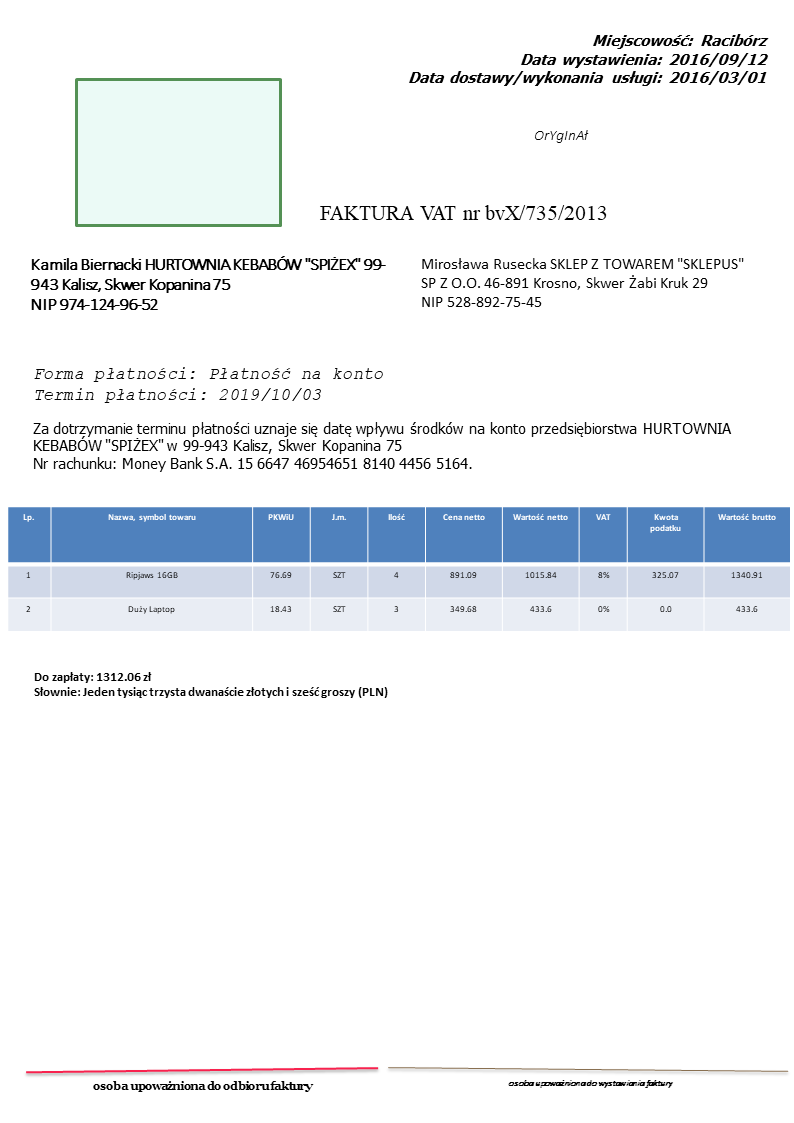 Miejscowość: Racibórz
Data wystawienia: 2016/09/12
Data dostawy/wykonania usługi: 2016/03/01
OrYgInAł
FAKTURA VAT nr bvX/735/2013
Kamila Biernacki HURTOWNIA KEBABÓW "SPIŻEX" 99-
943 Kalisz, Skwer Kopanina 75
NIP 974-124-96-52
Mirosława Rusecka SKLEP Z TOWAREM "SKLEPUS"
SP Z O.O. 46-891 Krosno, Skwer Żabi Kruk 29
NIP 528-892-75-45
Forma płatności: Płatność na konto
Termin płatności: 2019/10/03
Za dotrzymanie terminu płatności uznaje się datę wpływu środków na konto przedsiębiorstwa HURTOWNIA
KEBABÓW "SPIŻEX" w 99-943 Kalisz, Skwer Kopanina 75
Nr rachunku: Money Bank S.A. 15 6647 46954651 8140 4456 5164.
Lp. Nazwa, symbol towaru PKWiU J.m. Ilość Cena netto Wartość netto VAT Kwota podatku Wartość brutto
1 Ripjaws 16GB 76.69 SZT 4 891.09 1015.84 8% 325.07 1340.91
2 Duży Laptop 18.43 SZT 3 349.68 433.6 0% 0.0 433.6
Do zapłaty: 1312.06 zł
Słownie: Jeden tysiąc trzysta dwanaście złotych i sześć groszy (PLN)
osoba upoważniona do odbioru faktury
osoba upoważniona do wystawiania faktury